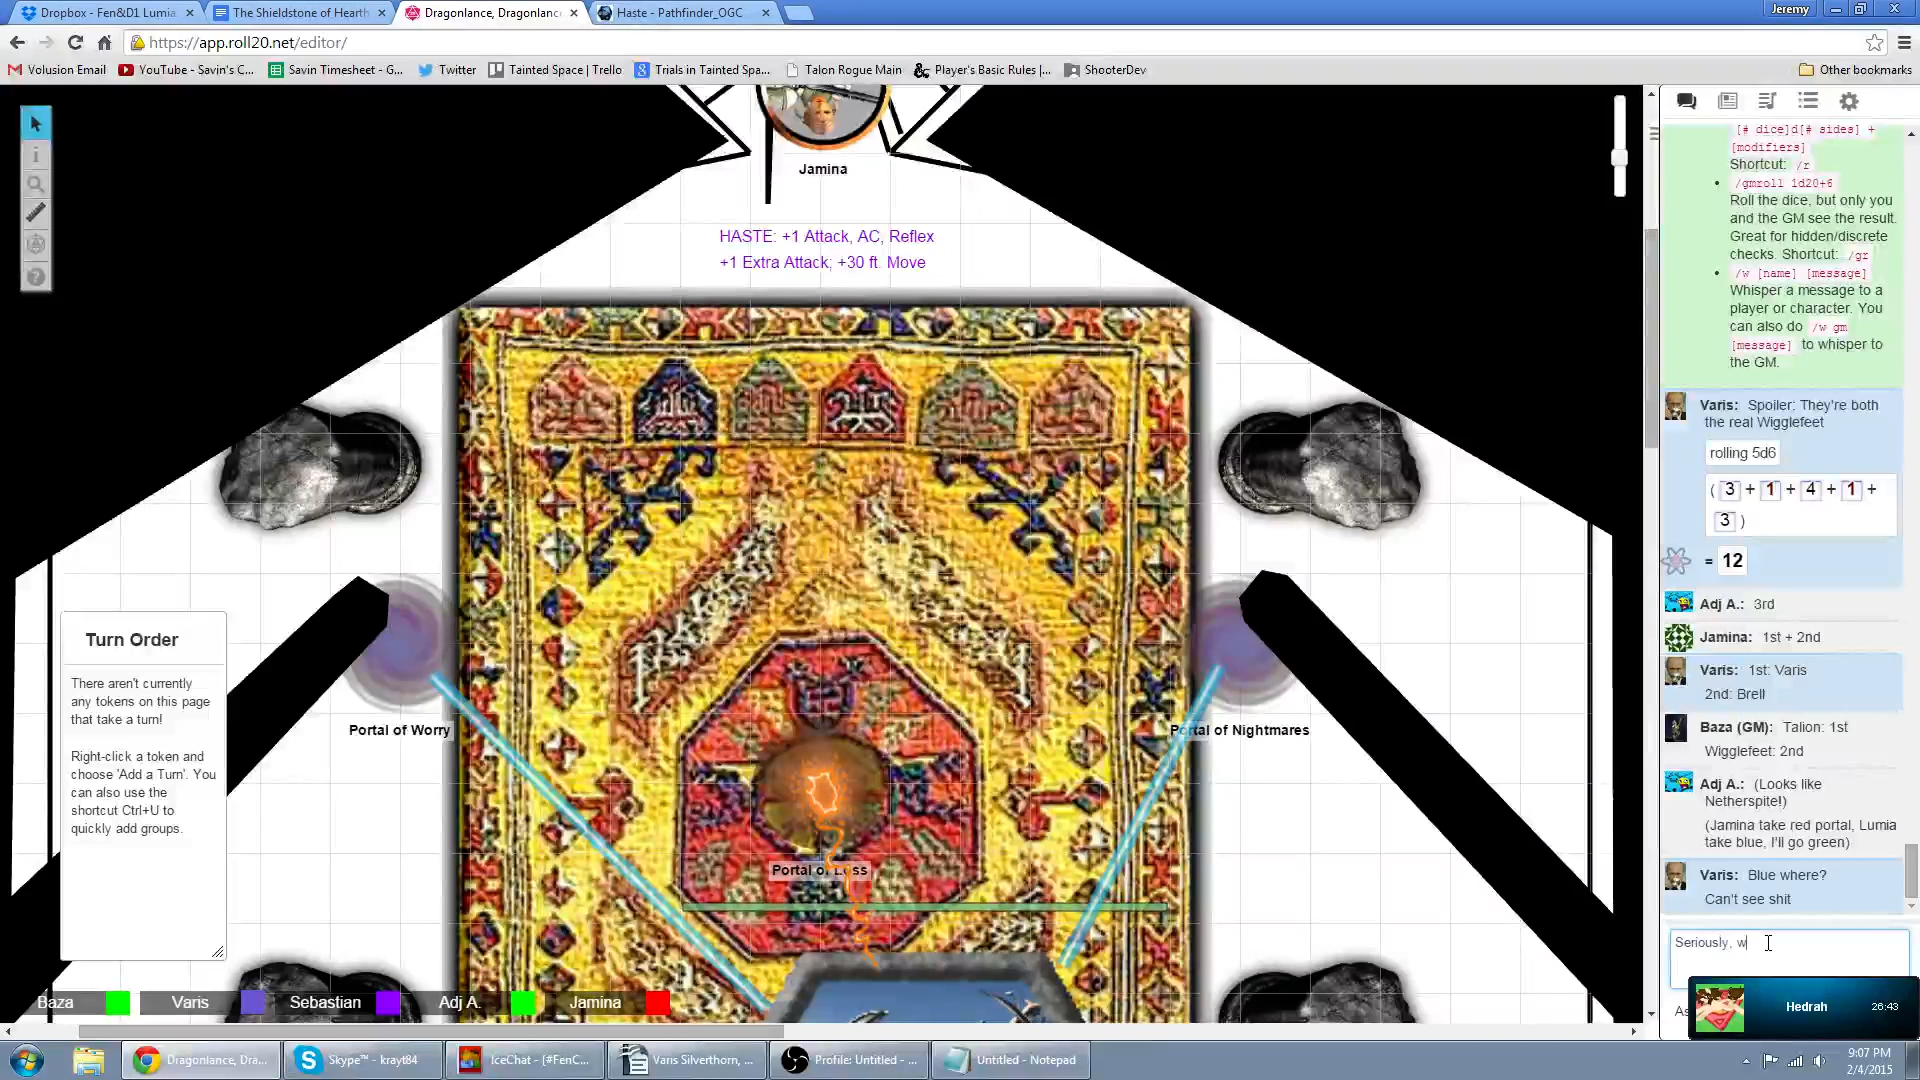 Dropbox - Fen&D1 Lumia
The Shieldstone of Hearth
Dragonlance, Dragonlance
Haste - Pathfinder_OGC
Jeremy
https://app.roll20.net/editor/
Volusion Email
YouTube - Savin's C...
Savin Timesheet - G...
Twitter
Tainted Space | Trello
Trials in Tainted Spa...
Talon Rogue Main
Player's Basic Rules |...
ShooterDev
Other bookmarks
Jamina
HASTE: +1 Attack, AC, Reflex
+1 Extra Attack; +30 ft. Move
Portal of Worry
Portal of Nightmares
Portal of Loss
Turn Order
There aren't currently
any tokens on this page
that take a turn!
Right-click a token and
choose 'Add a Turn'. You
can also use the
shortcut Ctrl+U to
quickly add groups.
Baza
Varis
Sebastian
Adj A.
Jamina
[# dice]d[# sides] +
[modifiers]
Shortcut: /r
• /gmroll 1d20+6
Roll the dice, but only you
and the GM see the result.
Great for hidden/discrete
checks. Shortcut: /gr
• /w [name] [message]
Whisper a message to a
player or character. You
can also do /w gm
[message] to whisper to
the GM.
Varis: Spoiler: They're both
the real Wigglefeet
rolling 5d6
( 3 + 1 + 4 + 1 +
3 )
= 12
Adj A.: 3rd
Jamina: 1st + 2nd
Varis: 1st: Varis
2nd: Brell
Baza (GM): Talion: 1st
Wigglefeet: 2nd
Adj A.: (Looks like
Netherspite!)
(Jamina take red portal, Lumia
take blue, I'll go green)
Varis: Blue where?
Can't see shit
Seriously, w
As
Hedrah
26:43
Dragonlance, Dra...
Skype™ - krayt84
IceChat - [#FenC...
Varis Silverthorn, ...
Profile: Untitled - ...
Untitled - Notepad
9:07 PM
2/4/2015